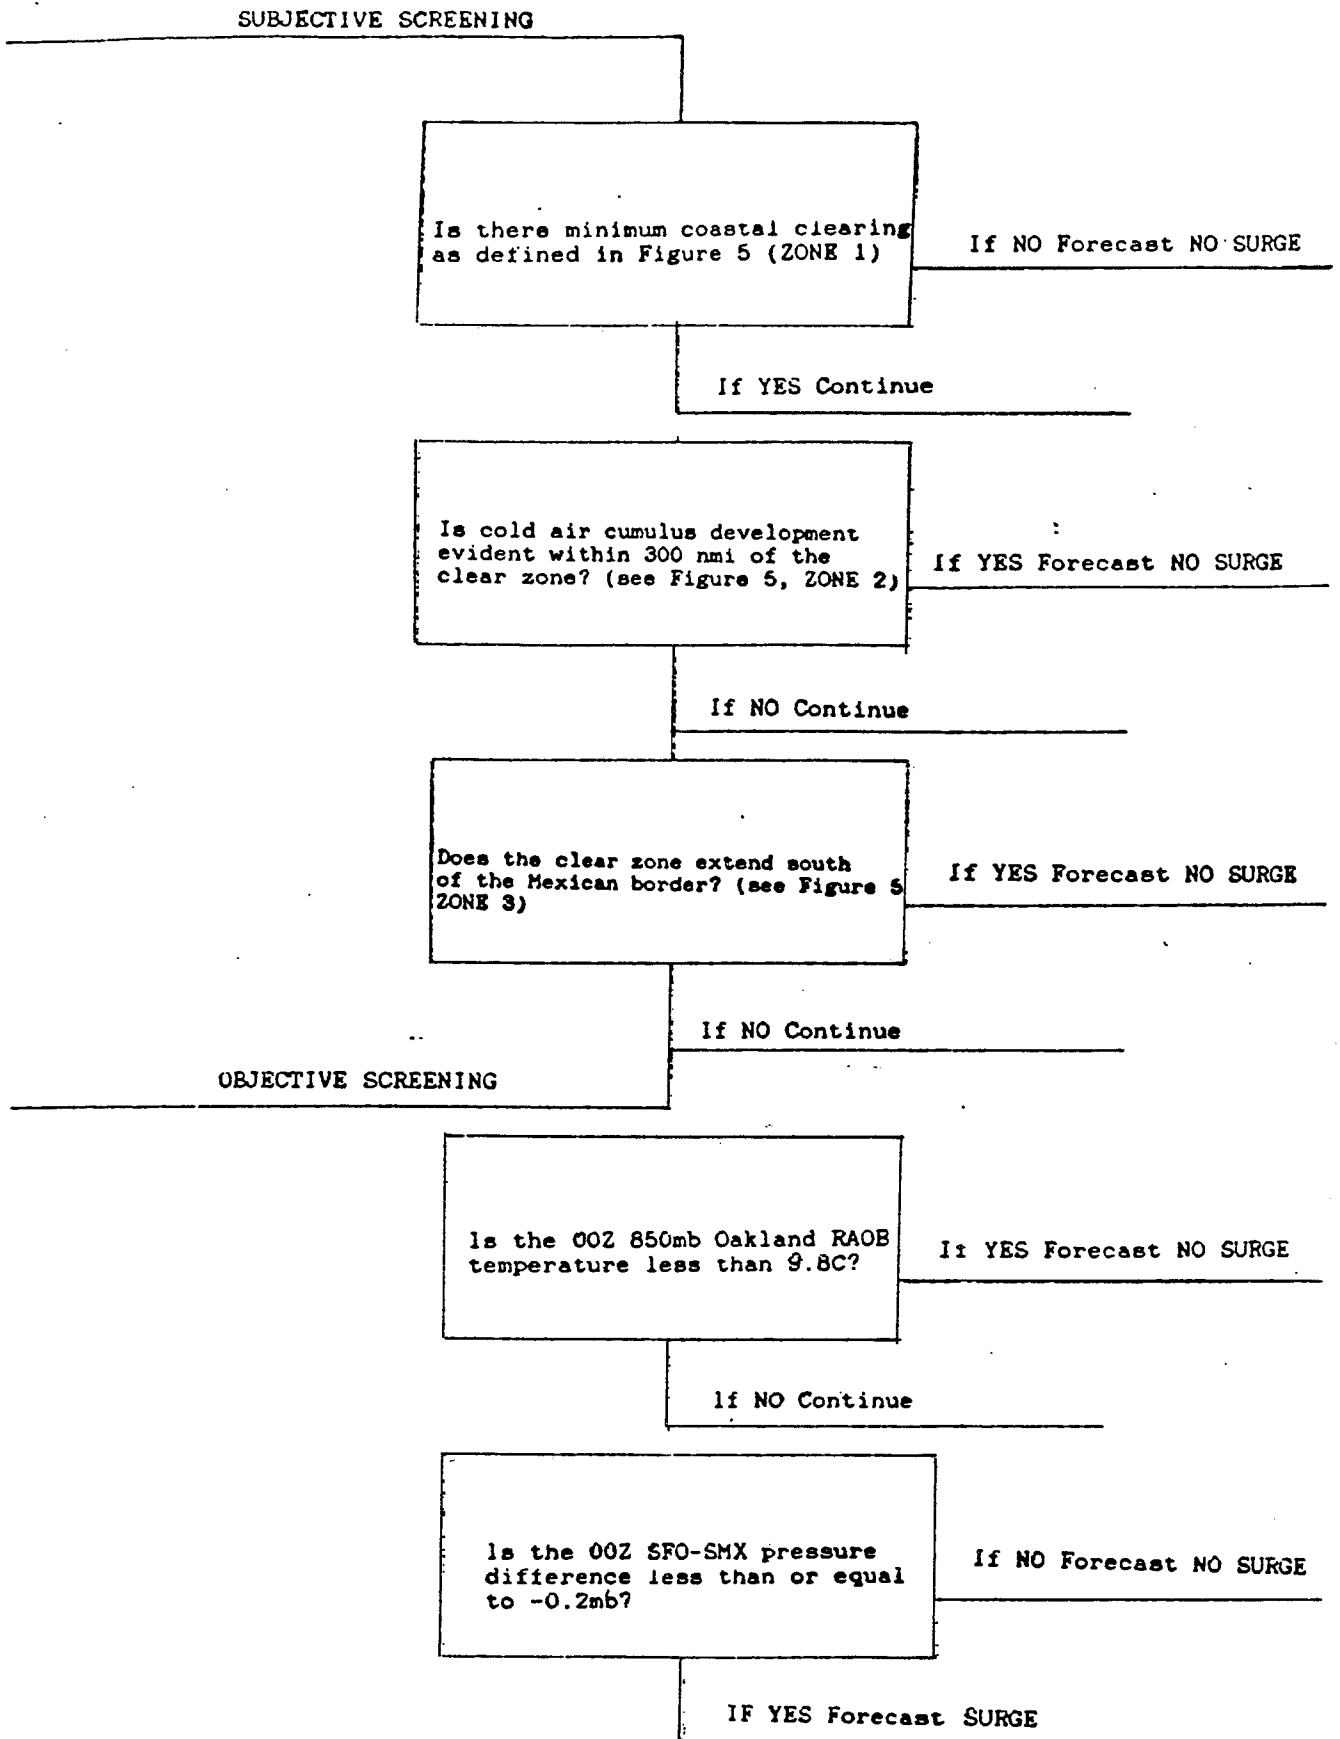 SUBJECTIVE SCREENING
Is there minimum coastal clearing
as defined in Figure 5 (ZONE 1)
If NO Forecast NO SURGE
If YES Continue
Is cold air cumulus development
evident within 300 nmi of the
clear zone? (see Figure 5, ZONE 2)
If YES Forecast NO SURGE
If NO Continue
Does the clear zone extend south
of the Mexican border? (see Figure 5
ZONE 3)
If YES Forecast NO SURGE
If NO Continue
OBJECTIVE SCREENING
Is the 00Z 850mb Oakland RAOB
temperature less than 9.8C?
If YES Forecast NO SURGE
If NO Continue
Is the 00Z SFO-SMX pressure
difference less than or equal
to -0.2mb?
If NO Forecast NO SURGE
IF YES Forecast SURGE